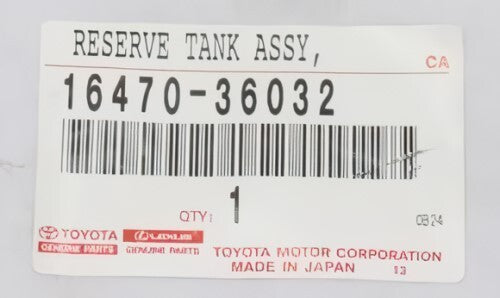 RESERVE TANK ASSY,
CA
16470-36032
QTY: 1
0824
TOYOTA LEXUS
GENUINE PARTS GENUINE PARTS
TOYOTA MOTOR CORPORATION
MADE IN JAPAN 13